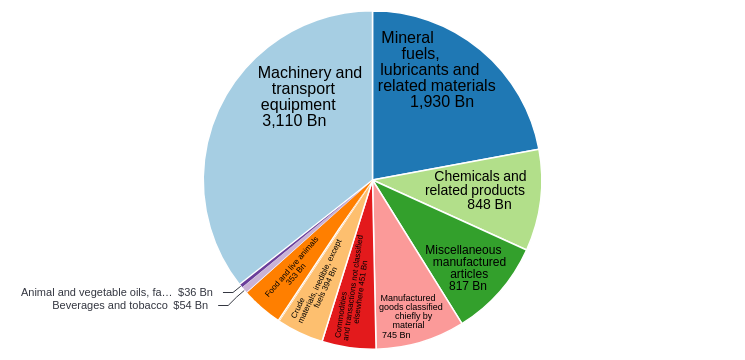 Mineral
fuels,
lubricants and
related materials
1,930 Bn
Machinery and
transport
equipment
3,110 Bn
Chemicals and
related products
848 Bn
Miscellaneous
manufactured
articles
817 Bn
Manufactured
goods classified
chiefly by
material
745 Bn
Commodities
and transactions not classified
elsewhere 451 Bn
Crude
materials, inedible, except
fuels 394 Bn
Food and live animals
353 Bn
Animal and vegetable oils, fa... $36 Bn
Beverages and tobacco $54 Bn